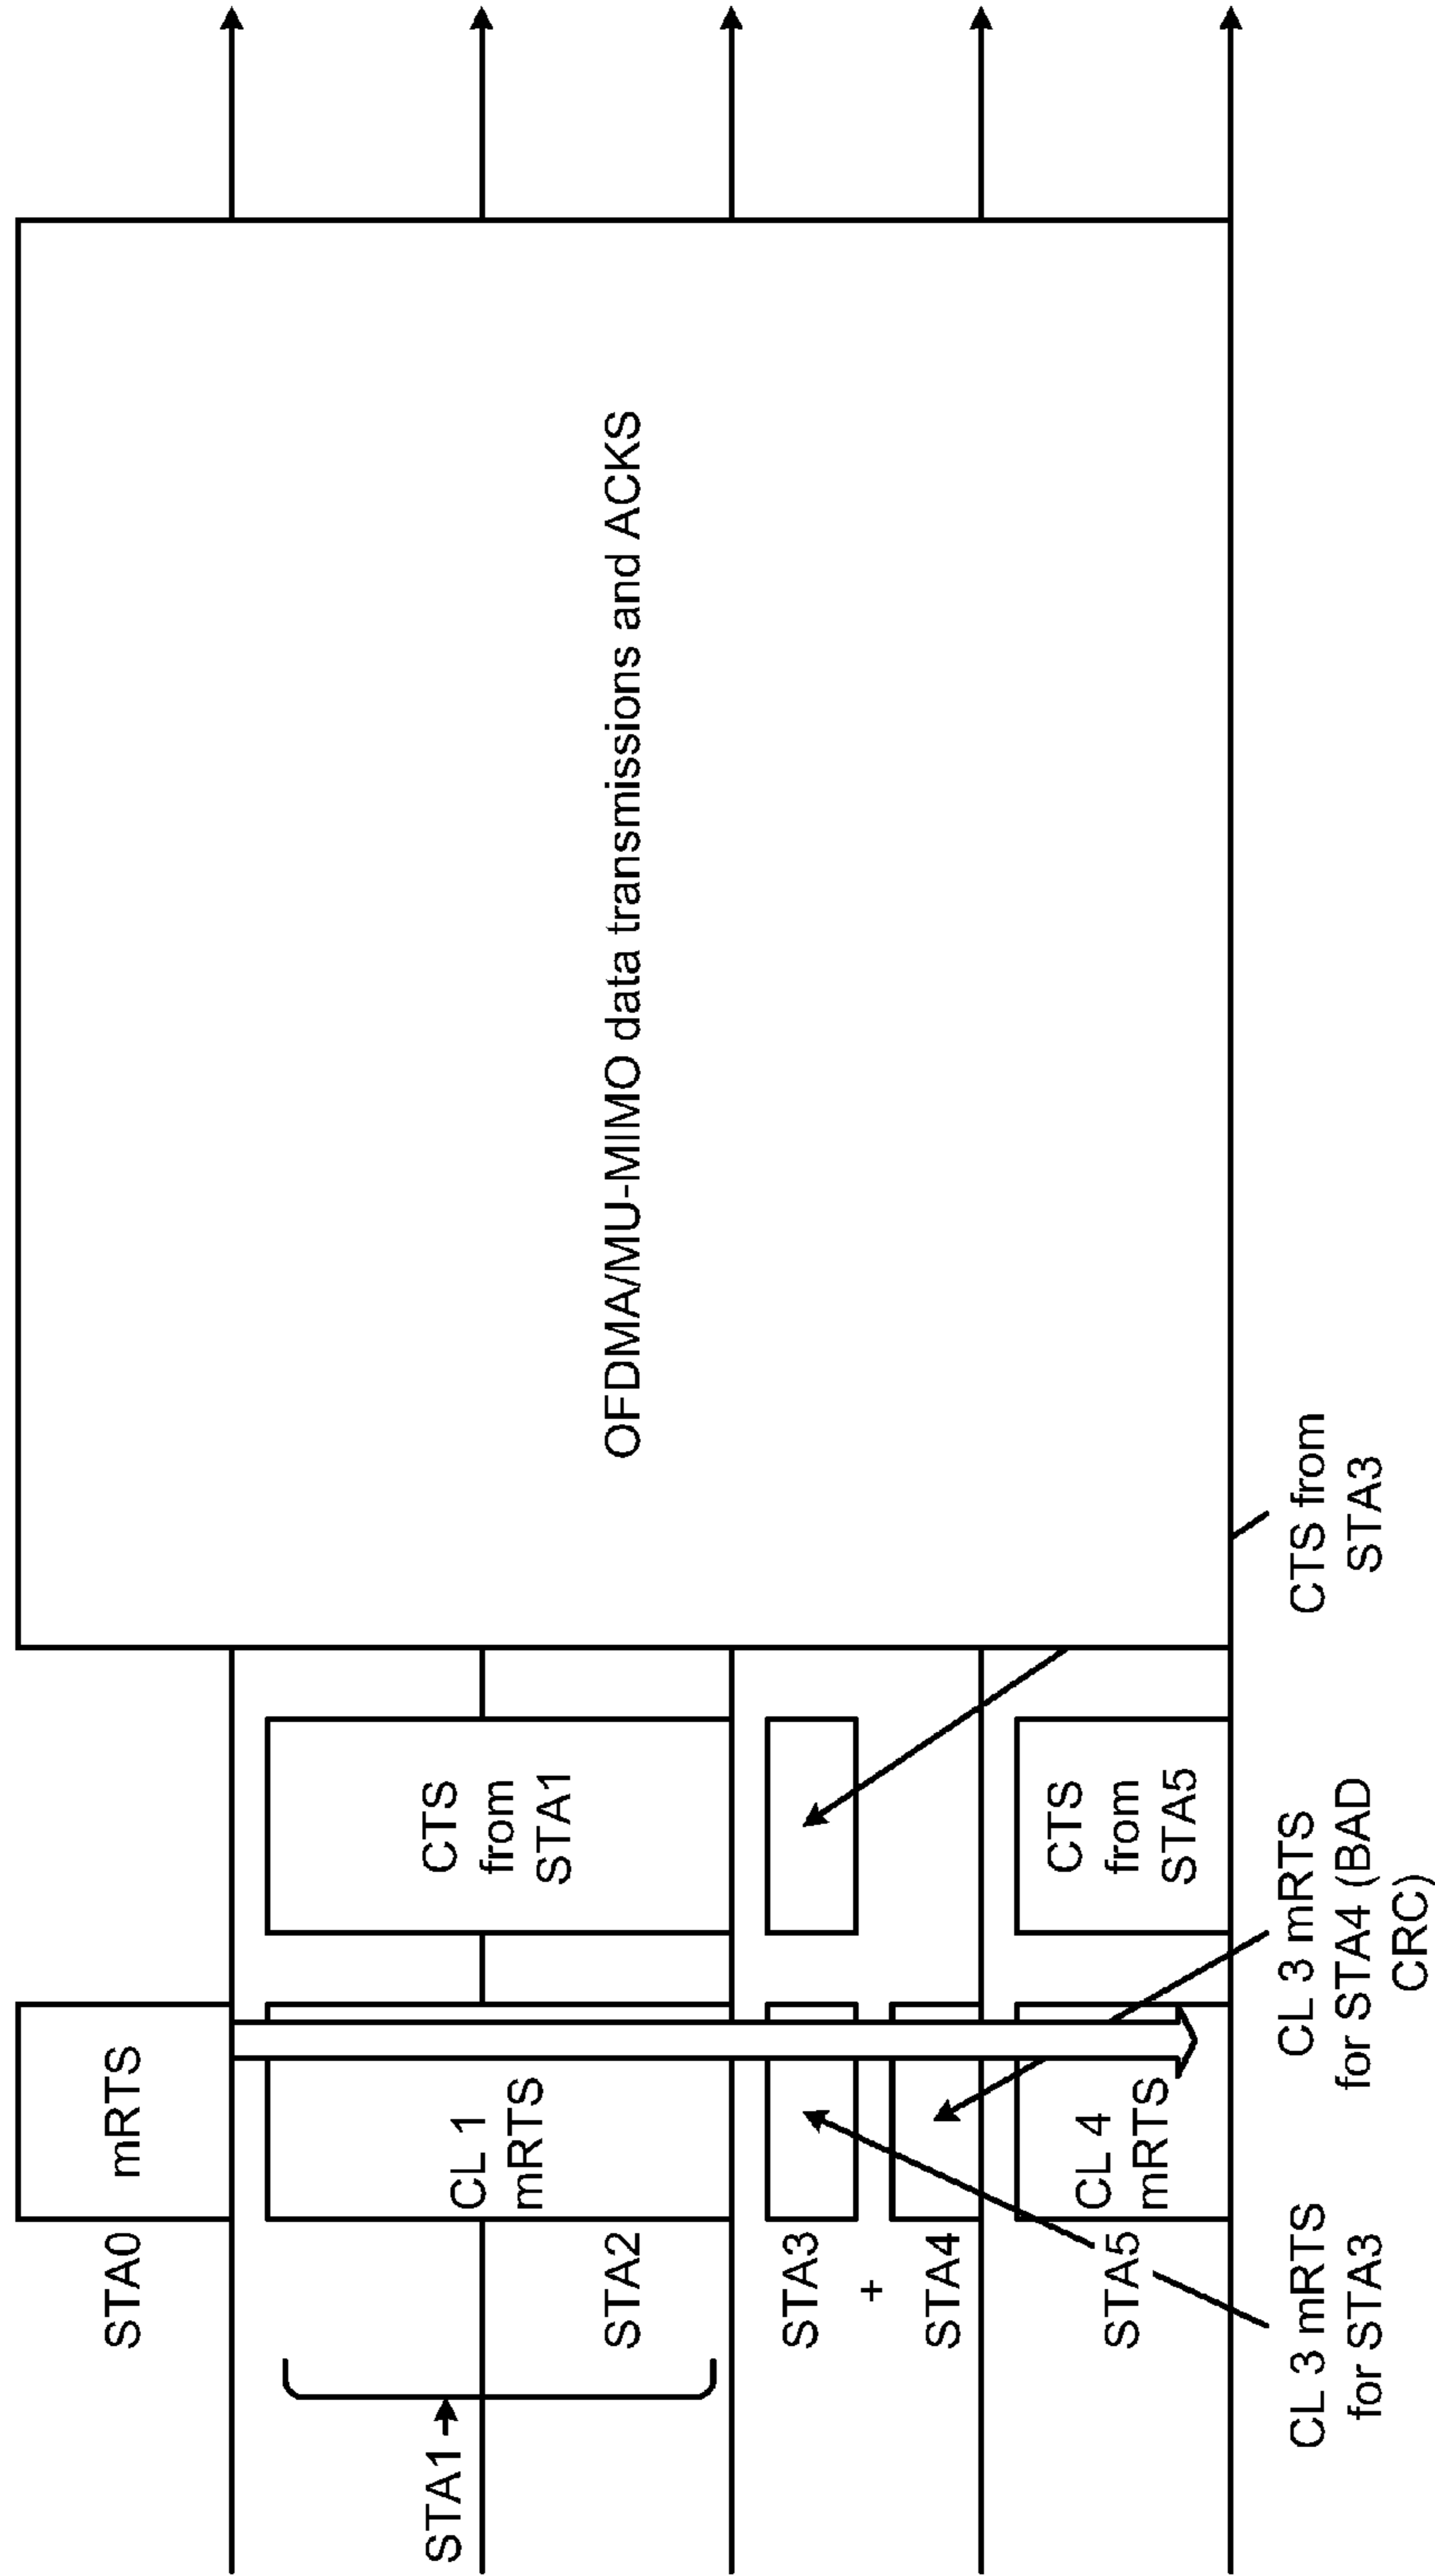 STA0
mRTS
STA1
STA2
CL 1
mRTS
CTS
from
STA1
OFDMA/MU-MIMO data transmissions and ACKS
STA3
+
STA4
STA5
CL 4
mRTS
CTS
from
STA5
CL 3 mRTS
for STA3
CL 3 mRTS
for STA4 (BAD
CRC)
CTS from
STA3